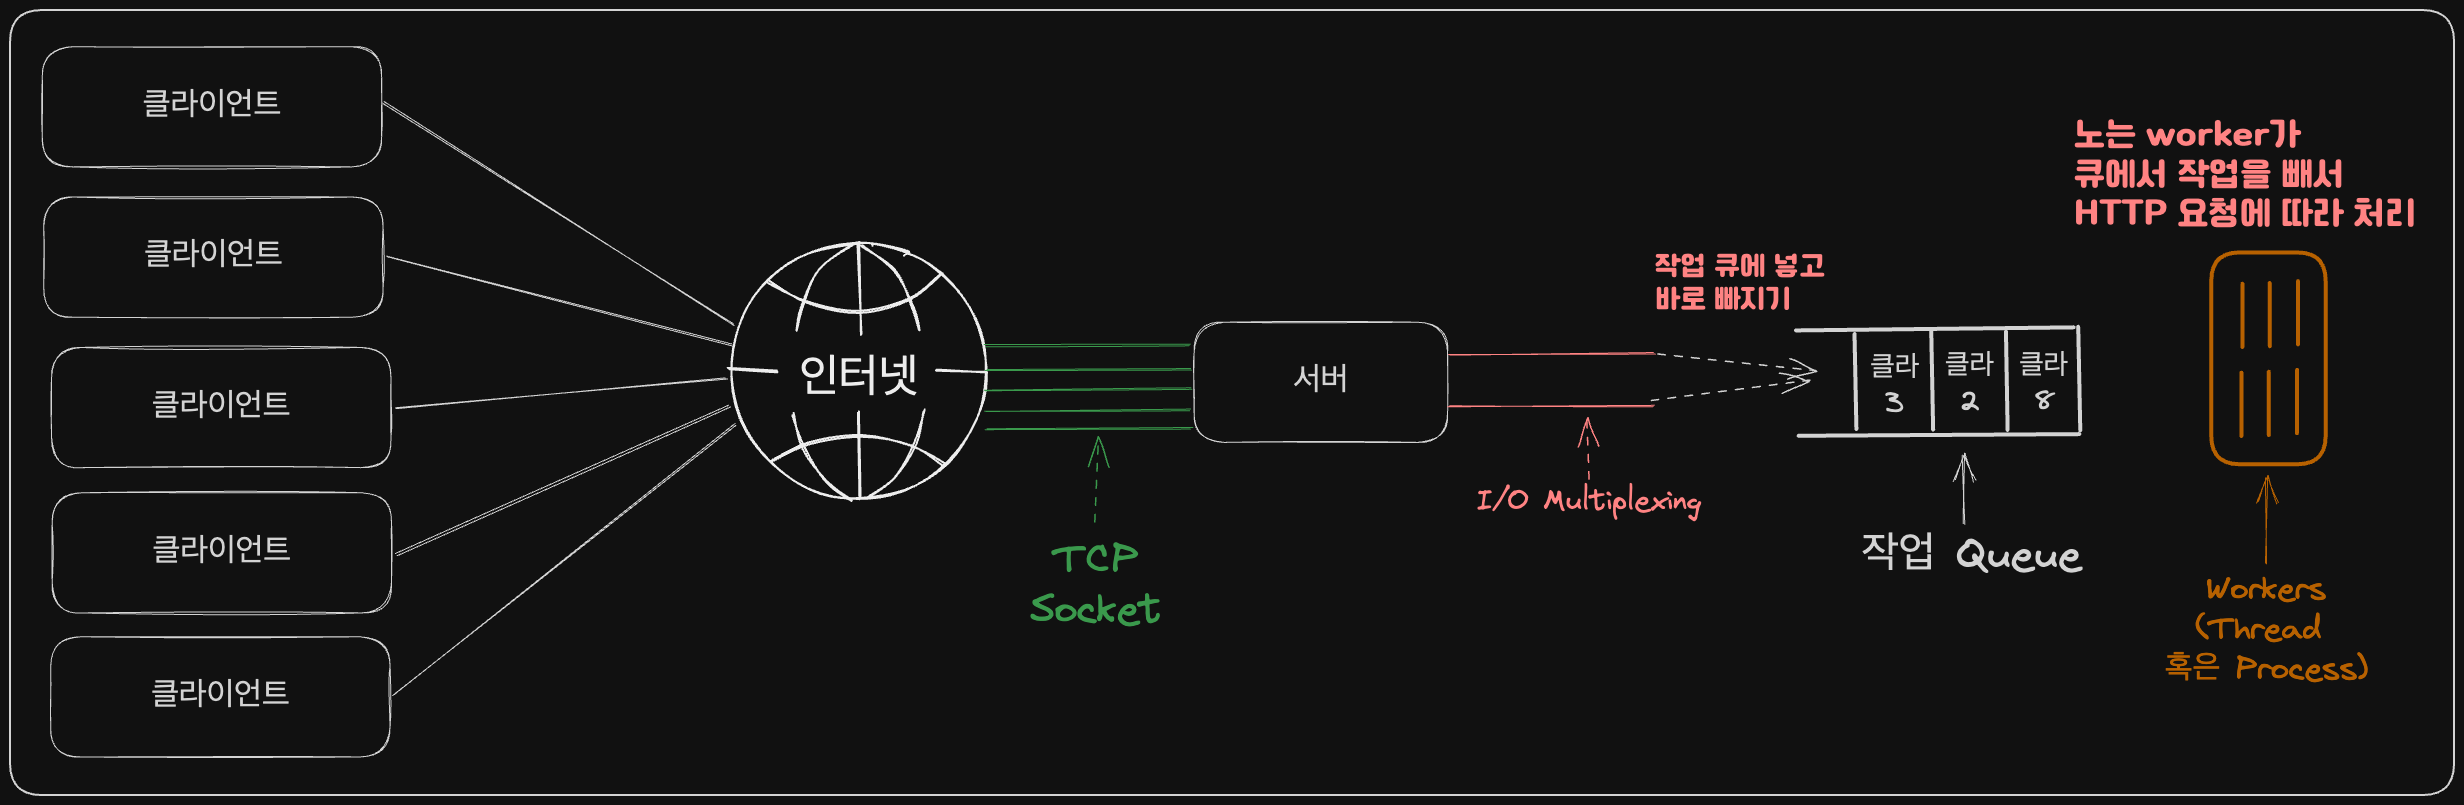 클라이언트
클라이언트
클라이언트
클라이언트
클라이언트
인터넷
TCP
Socket
서버
I/O Multiplexing
작업 큐에 넣고
바로 빠지기
클라
3
클라
2
클라
8
작업 Queue
노는 worker가
큐에서 작업을 빼서
HTTP 요청에 따라 처리
Workers
(Thread
혹은 Process)